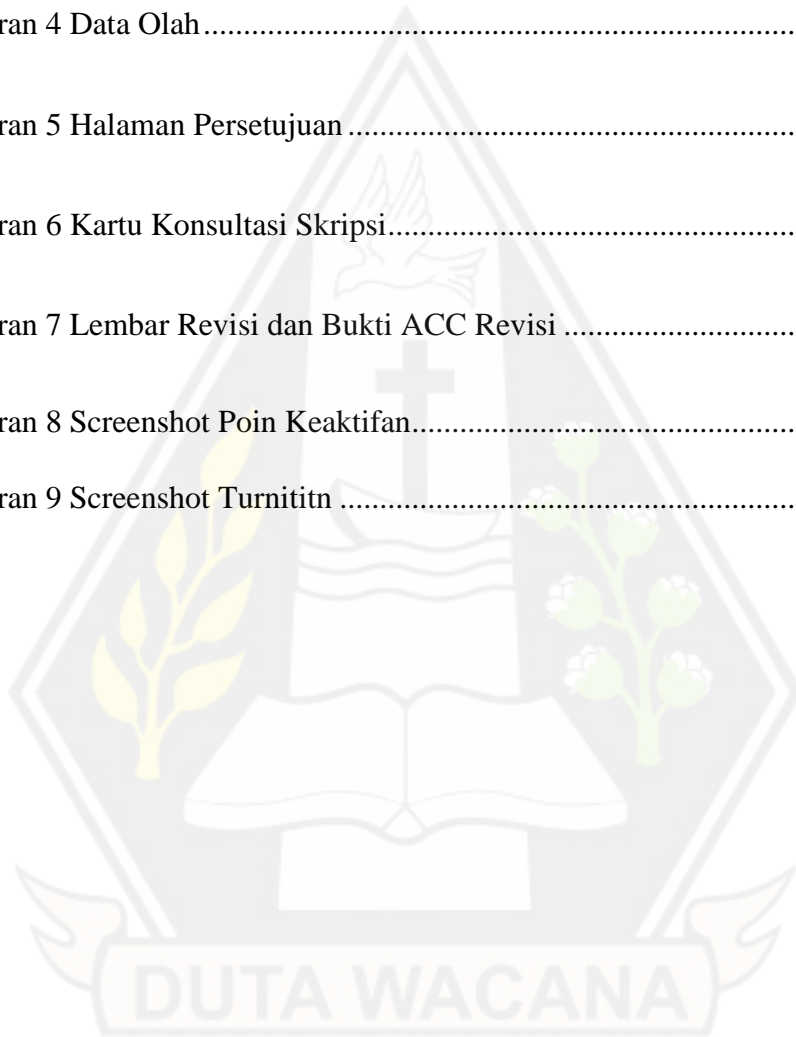 ran 4 Data Olah..........................................................................
ran 5 Halaman Persetujuan........................................................
ran 6 Kartu Konsultasi Skripsi...................................................
ran 7 Lembar Revisi dan Bukti ACC Revisi .............................
ran 8 Screenshot Poin Keaktifan................................................
ran 9 Screenshot Turnititn .........................................................
DUTA WACANA